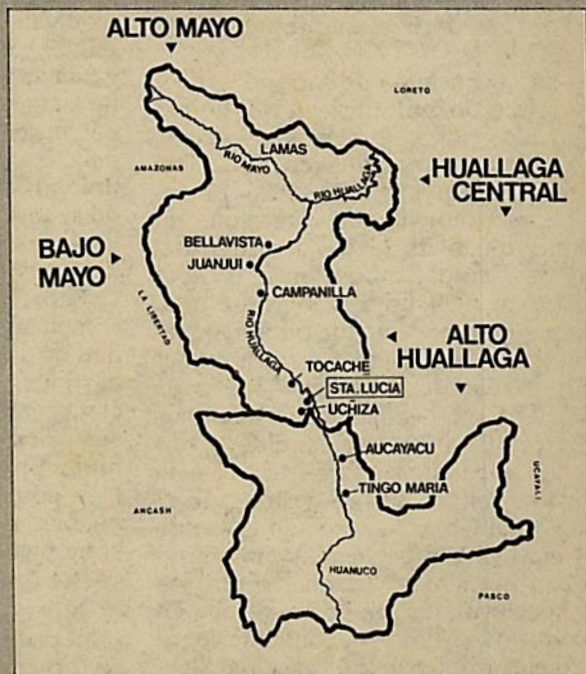 ALTO MAYO
LORETO
LAMAS
RIO MAYO
AMAZONAS
RIO HUALLAGA
HUALLAGA
CENTRAL
BELLAVISTA
JUANJUI
BAJO
MAYO
CAMPANILLA
LA LIBERTAD
RIO HUALLAGA
ALTO
HUALLAGA
TOCACHE
STA. LUCIA
UCHIZA
AUCAYACU
UCAYALI
TINGO MARIA
ANCASH
HUANUCO
PASCO